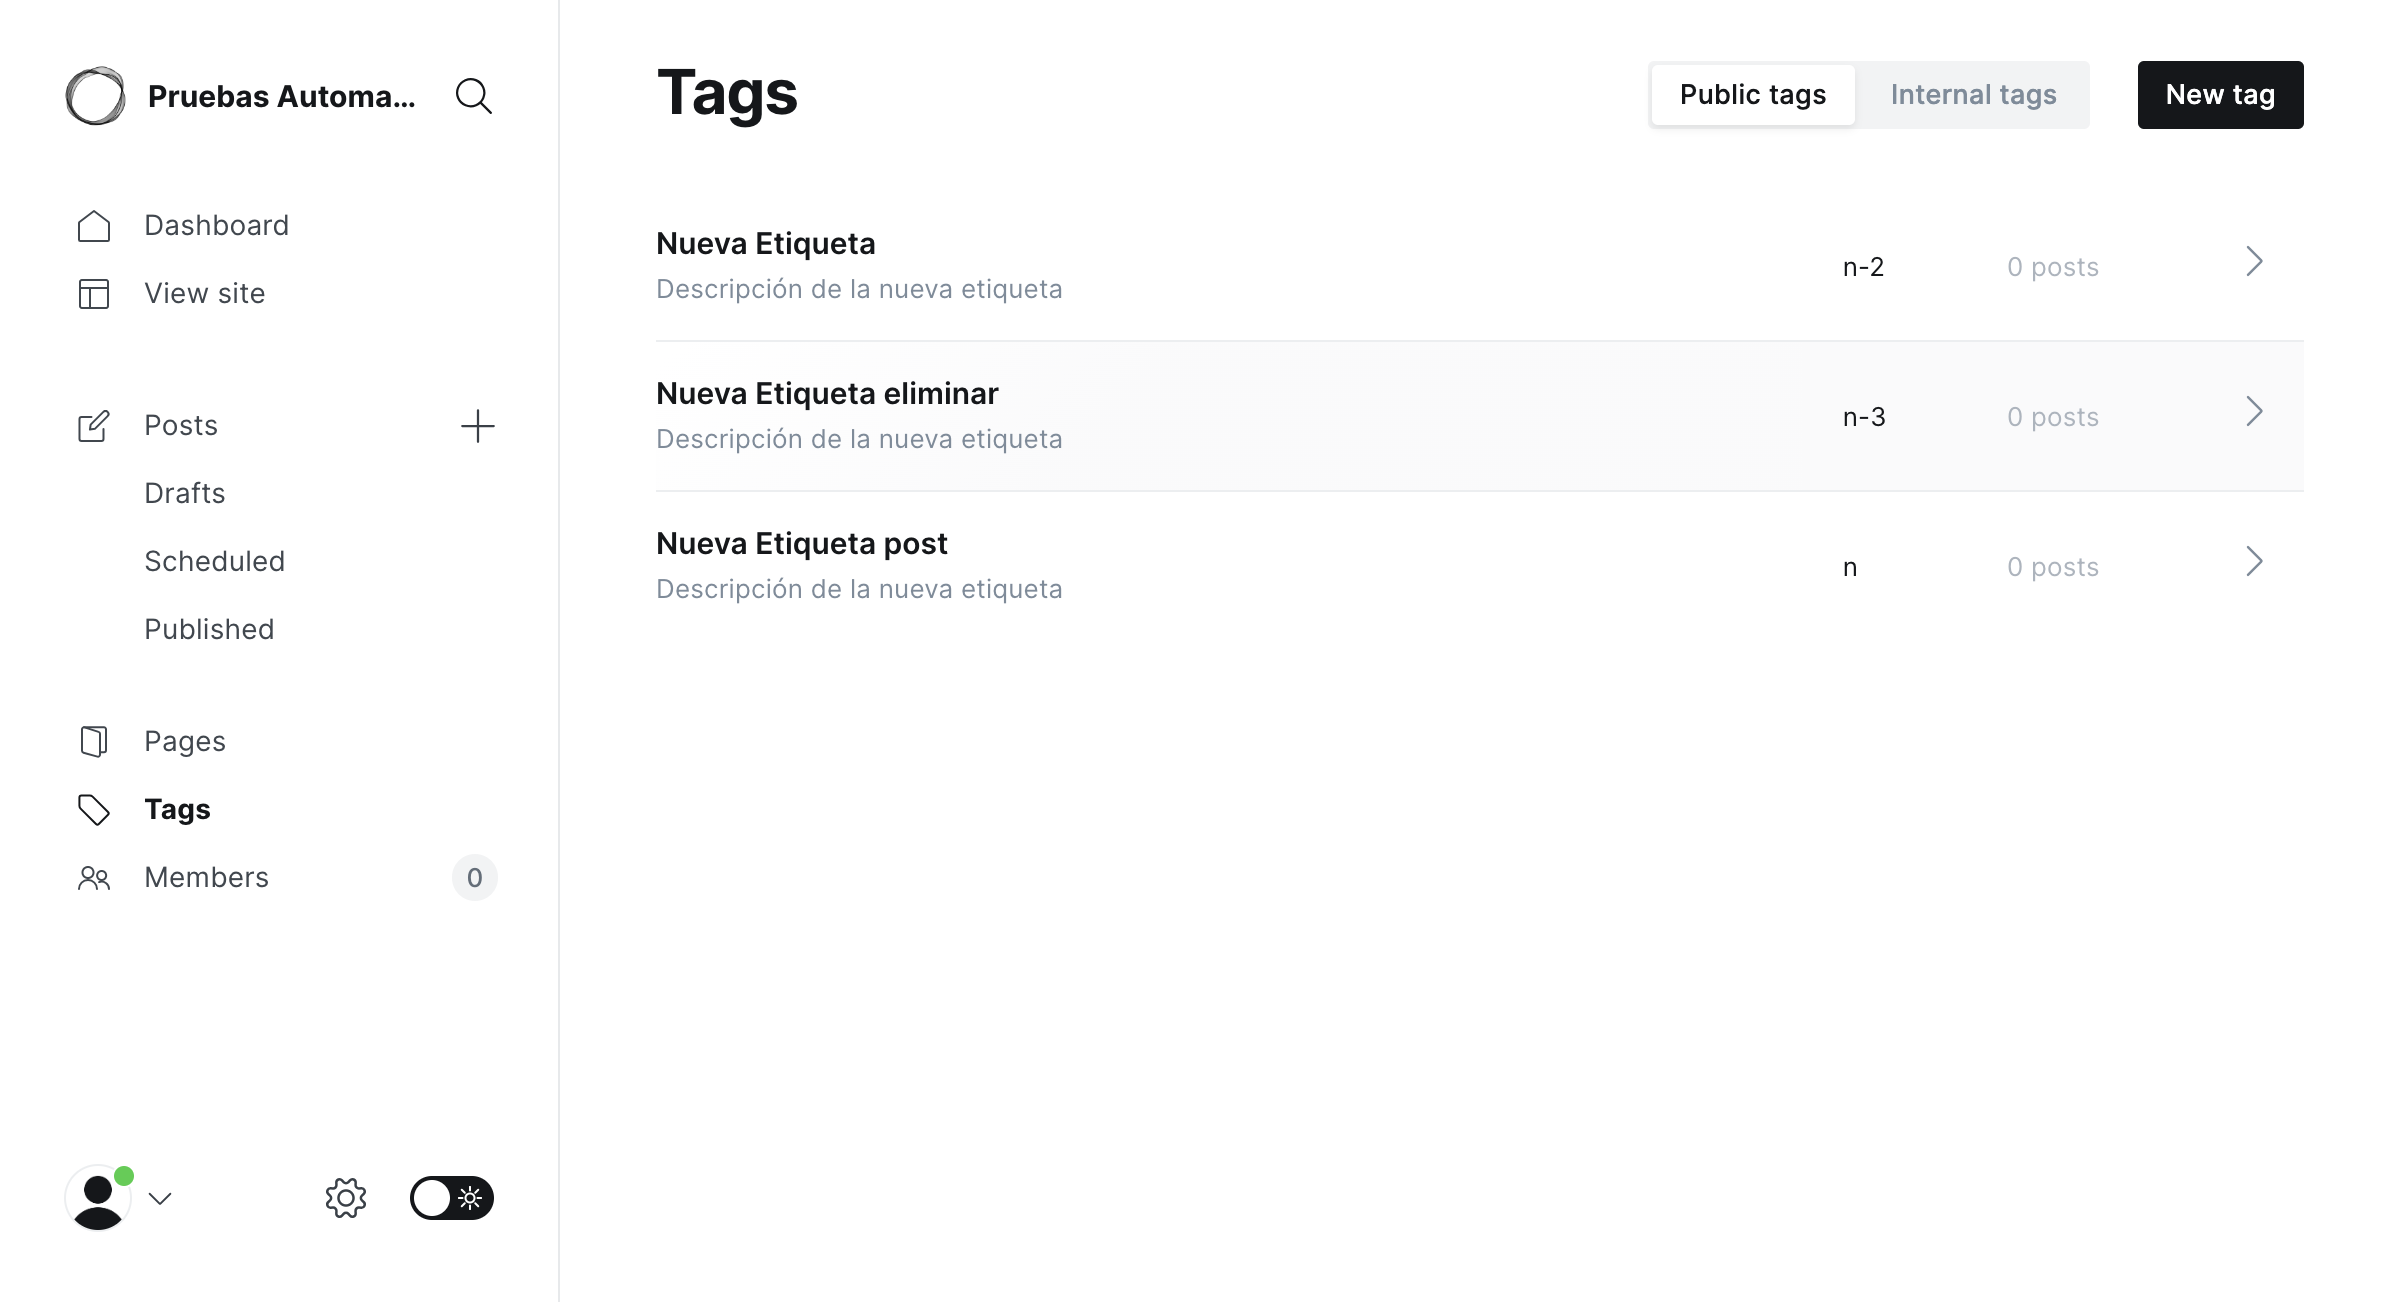 Pruebas Automa...
Dashboard
View site
Posts
Drafts
Scheduled
Published
Pages
Tags
Members 0
Tags
Public tags Internal tags New tag
Nueva Etiqueta
Descripción de la nueva etiqueta
n-2 0 posts
Nueva Etiqueta eliminar
Descripción de la nueva etiqueta
n-3 0 posts
Nueva Etiqueta post
Descripción de la nueva etiqueta
n 0 posts